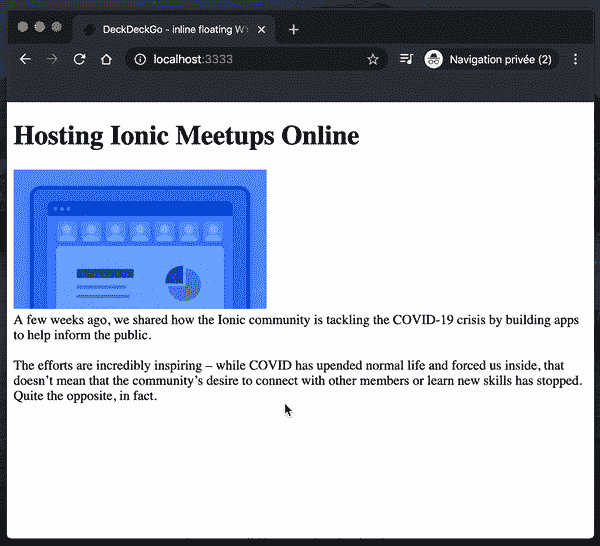 DeckDeckGo - inline floating WY
localhost:3333
Navigation privée (2)
Hosting Ionic Meetups Online
A few weeks ago, we shared how the Ionic community is tackling the COVID-19 crisis by building apps
to help inform the public.
The efforts are incredibly inspiring – while COVID has upended normal life and forced us inside, that
doesn’t mean that the community’s desire to connect with other members or learn new skills has stopped.
Quite the opposite, in fact.